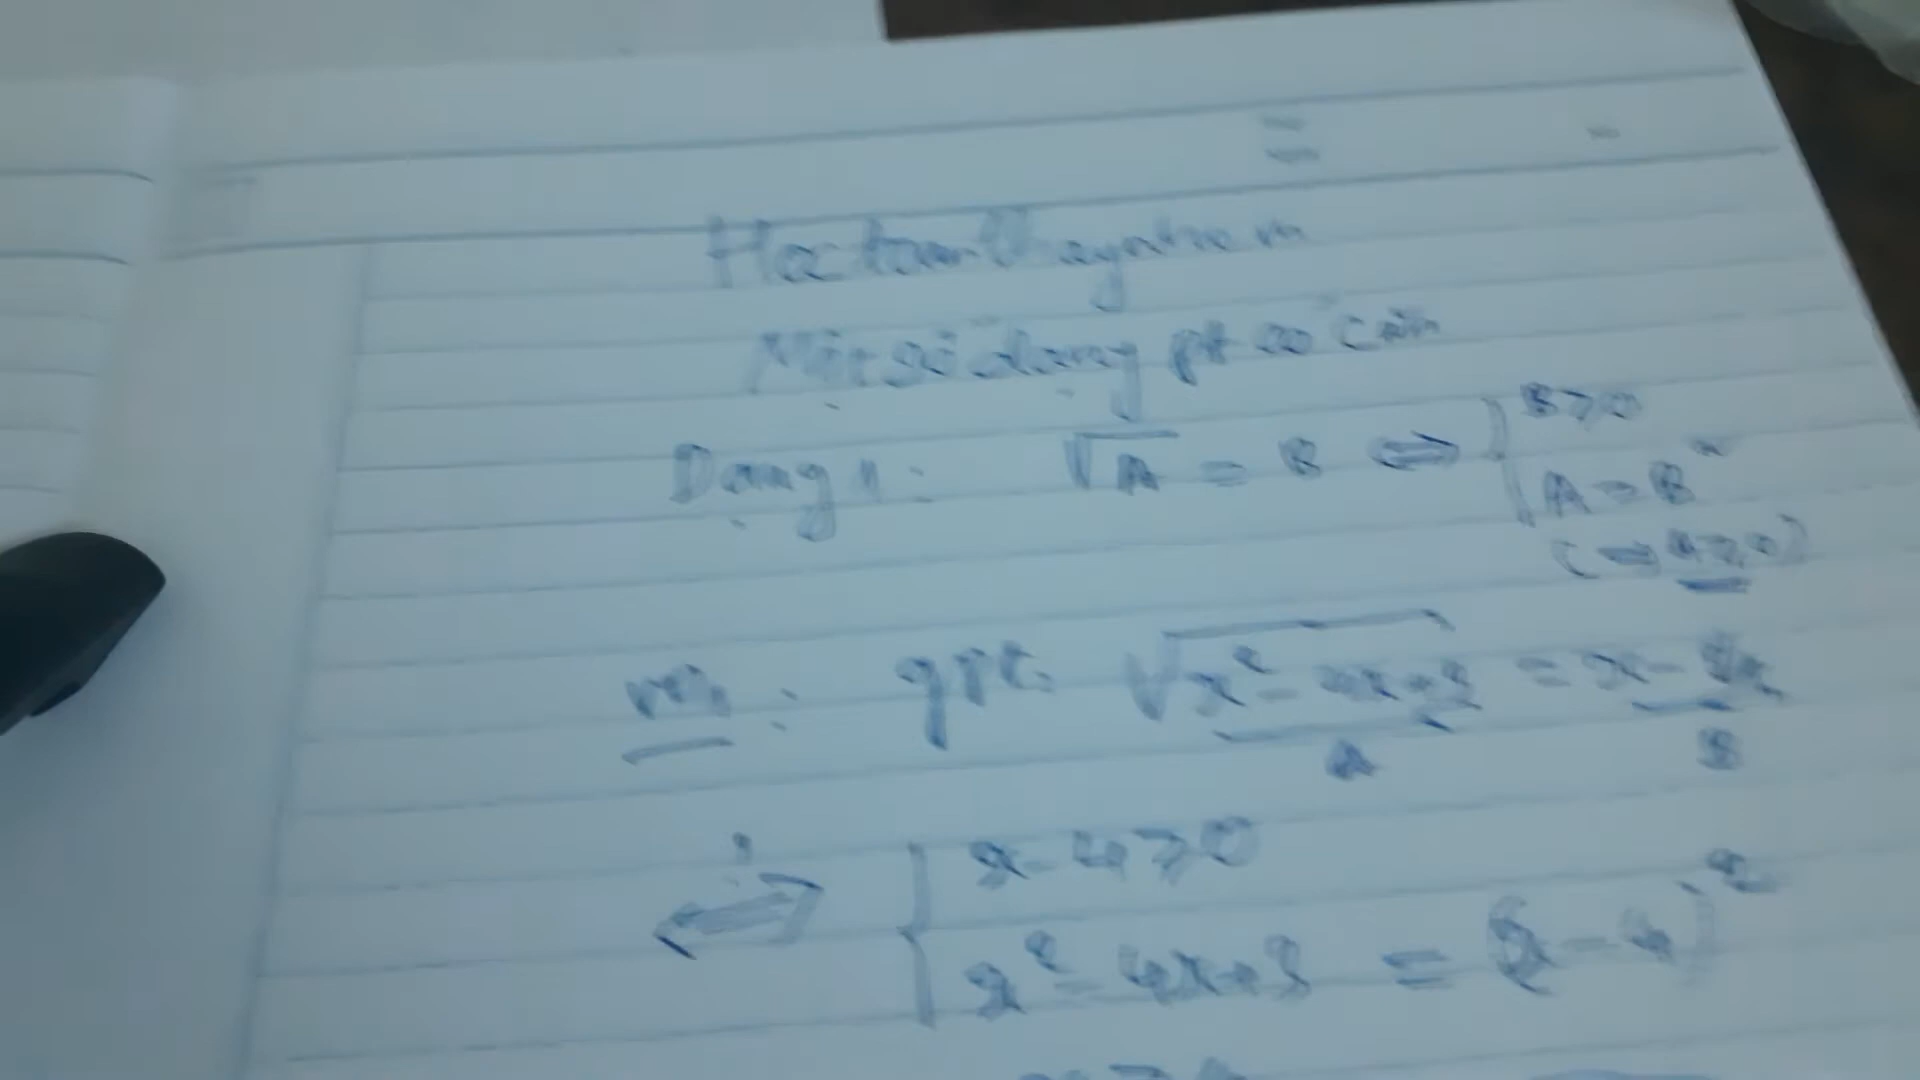 Một số dạng pt có căn
Dạng 1: √A = B ⇔ { B ≥ 0
A = B²
(⇒ A ≥ 0)
gpt: √(x² - 4x + 3) = x - 4
A B
⇔ { x - 4 ≥ 0
x² - 4x + 3 = (x - 4)²